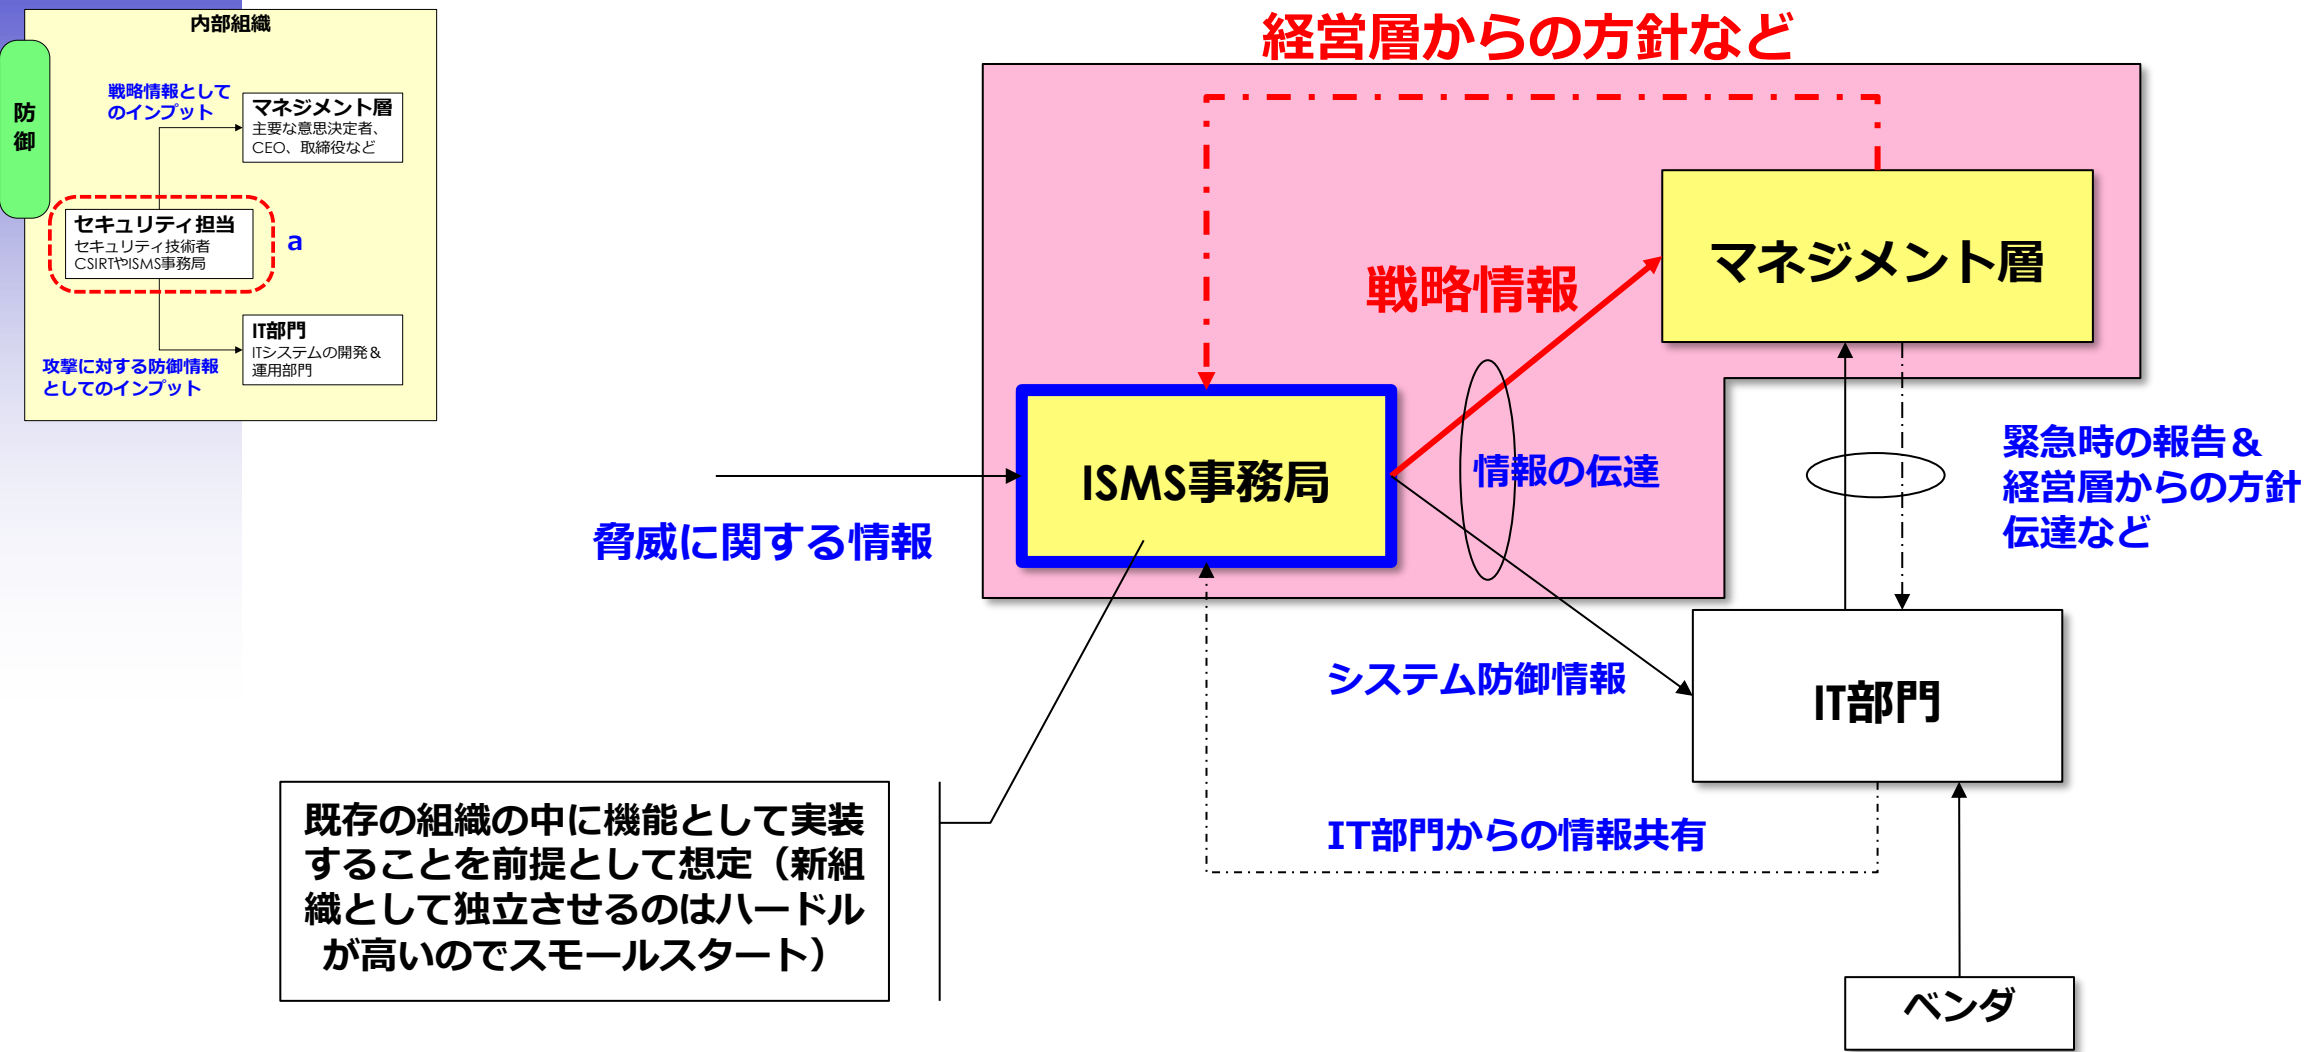 内部組織
防
御
戦略情報として
のインプット
マネジメント層
主要な意思決定者、
CEO、取締役など
セキュリティ担当
セキュリティ技術者
CSIRTやISMS事務局
a
IT部門
ITシステムの開発＆
運用部門
攻撃に対する防御情報
としてのインプット
経営層からの方針など
マネジメント層
戦略情報
ISMS事務局
情報の伝達
脅威に関する情報
緊急時の報告＆
経営層からの方針
伝達など
システム防御情報
IT部門
IT部門からの情報共有
既存の組織の中に機能として実装
することを前提として想定（新組
織として独立させるのはハードル
が高いのでスモールスタート）
ベンダ